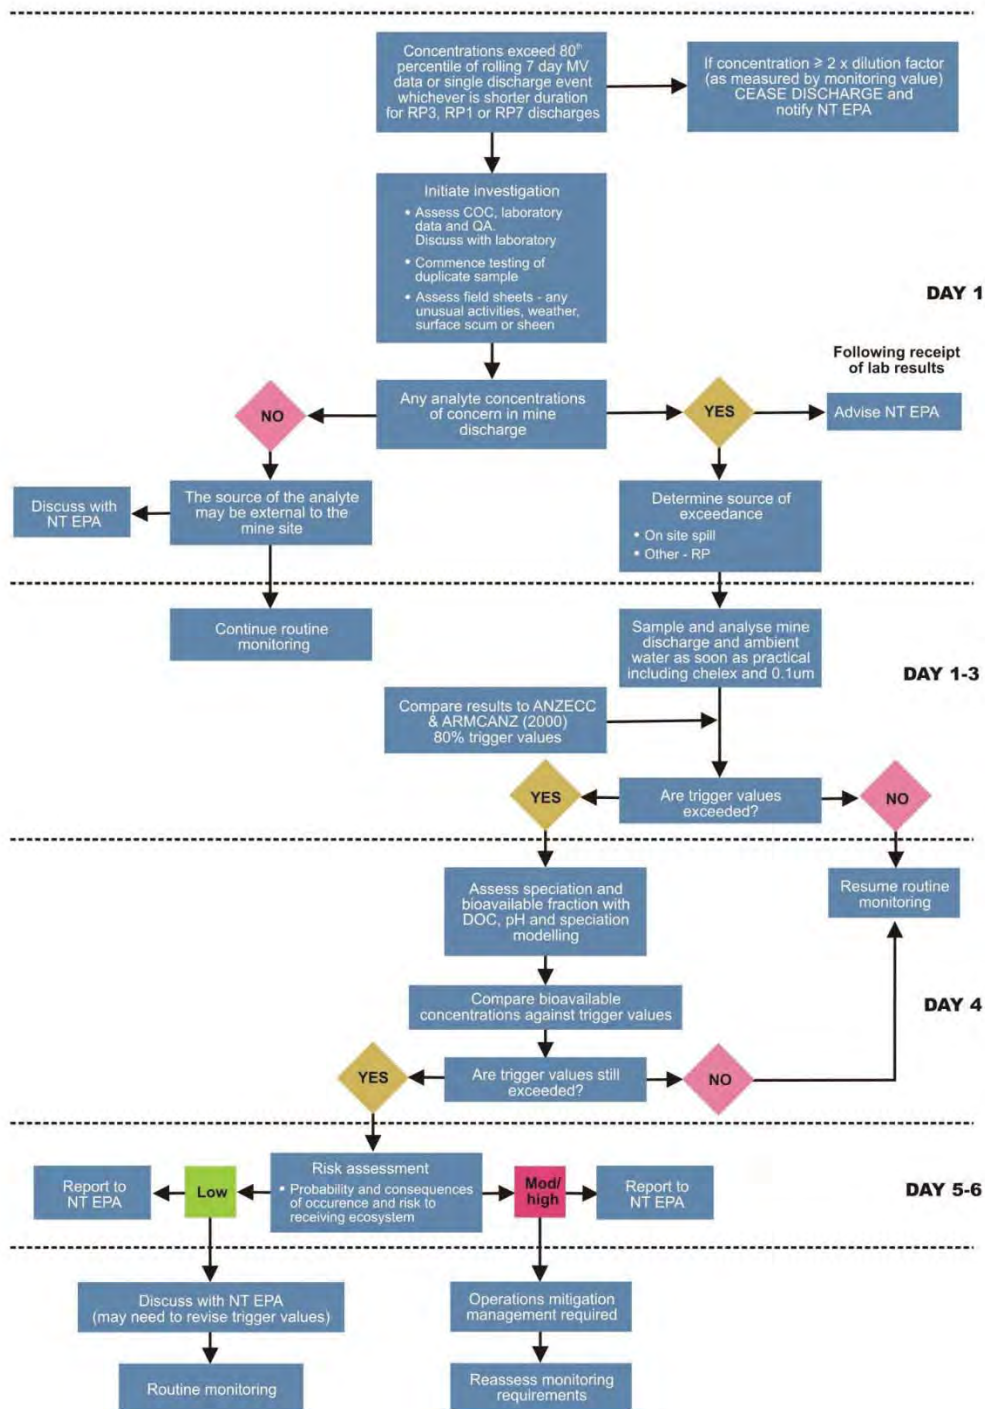 Concentrations exceed 80th
percentile of rolling 7 day MV
data or single discharge event
whichever is shorter duration
for RP3, RP1 or RP7 discharges
If concentration ⩾ 2 x dilution factor
(as measured by monitoring value)
CEASE DISCHARGE and
notify NT EPA
Initiate investigation
• Assess COC, laboratory
data and QA.
Discuss with laboratory
• Commence testing of
duplicate sample
• Assess field sheets - any
unusual activities, weather,
surface scum or sheen
DAY 1
Following receipt
of lab results
NO
Any analyte concentrations
of concern in mine
discharge
YES
Advise NT EPA
Discuss with
NT EPA
The source of the analyte
may be external to the
mine site
Determine source of
exceedance
• On site spill
• Other - RP
Continue routine
monitoring
Sample and analyse mine
discharge and ambient
water as soon as practical
including chelex and 0.1um
DAY 1-3
Compare results to ANZECC
& ARMCANZ (2000)
80% trigger values
YES
Are trigger values
exceeded?
NO
Assess speciation and
bioavailable fraction with
DOC, pH and speciation
modelling
Resume routine
monitoring
Compare bioavailable
concentrations against trigger values
DAY 4
YES
Are trigger values still
exceeded?
NO
Report to
NT EPA
Low
Risk assessment
• Probability and consequences
of occurence and risk to
receiving ecosystem
Mod/
high
Report to
NT EPA
DAY 5-6
Discuss with NT EPA
(may need to revise trigger values)
Operations mitigation
management required
Routine monitoring
Reassess monitoring
requirements